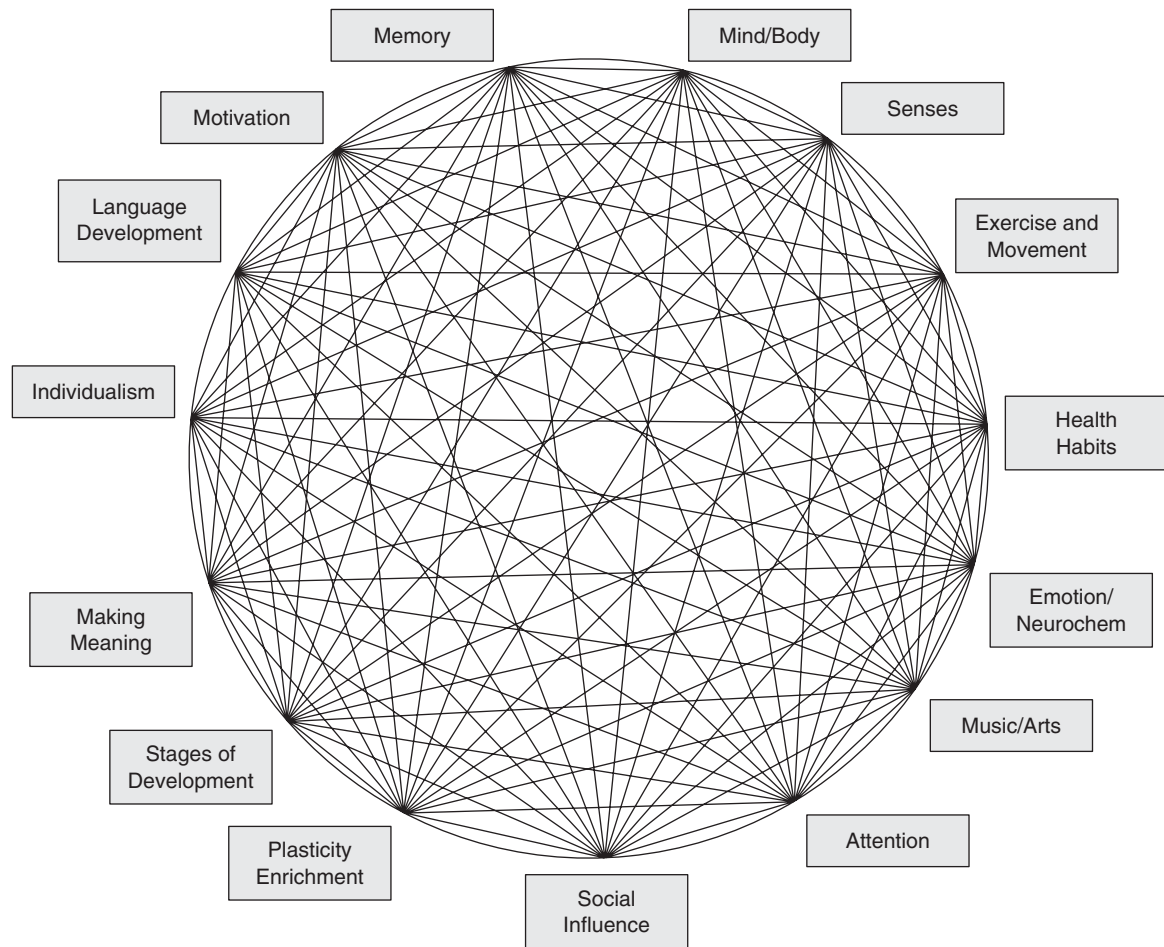 Memory
Mind/Body
Motivation
Senses
Language
Development
Exercise and
Movement
Individualism
Health
Habits
Making
Meaning
Emotion/
Neurochem
Stages of
Development
Music/Arts
Plasticity
Enrichment
Attention
Social
Influence